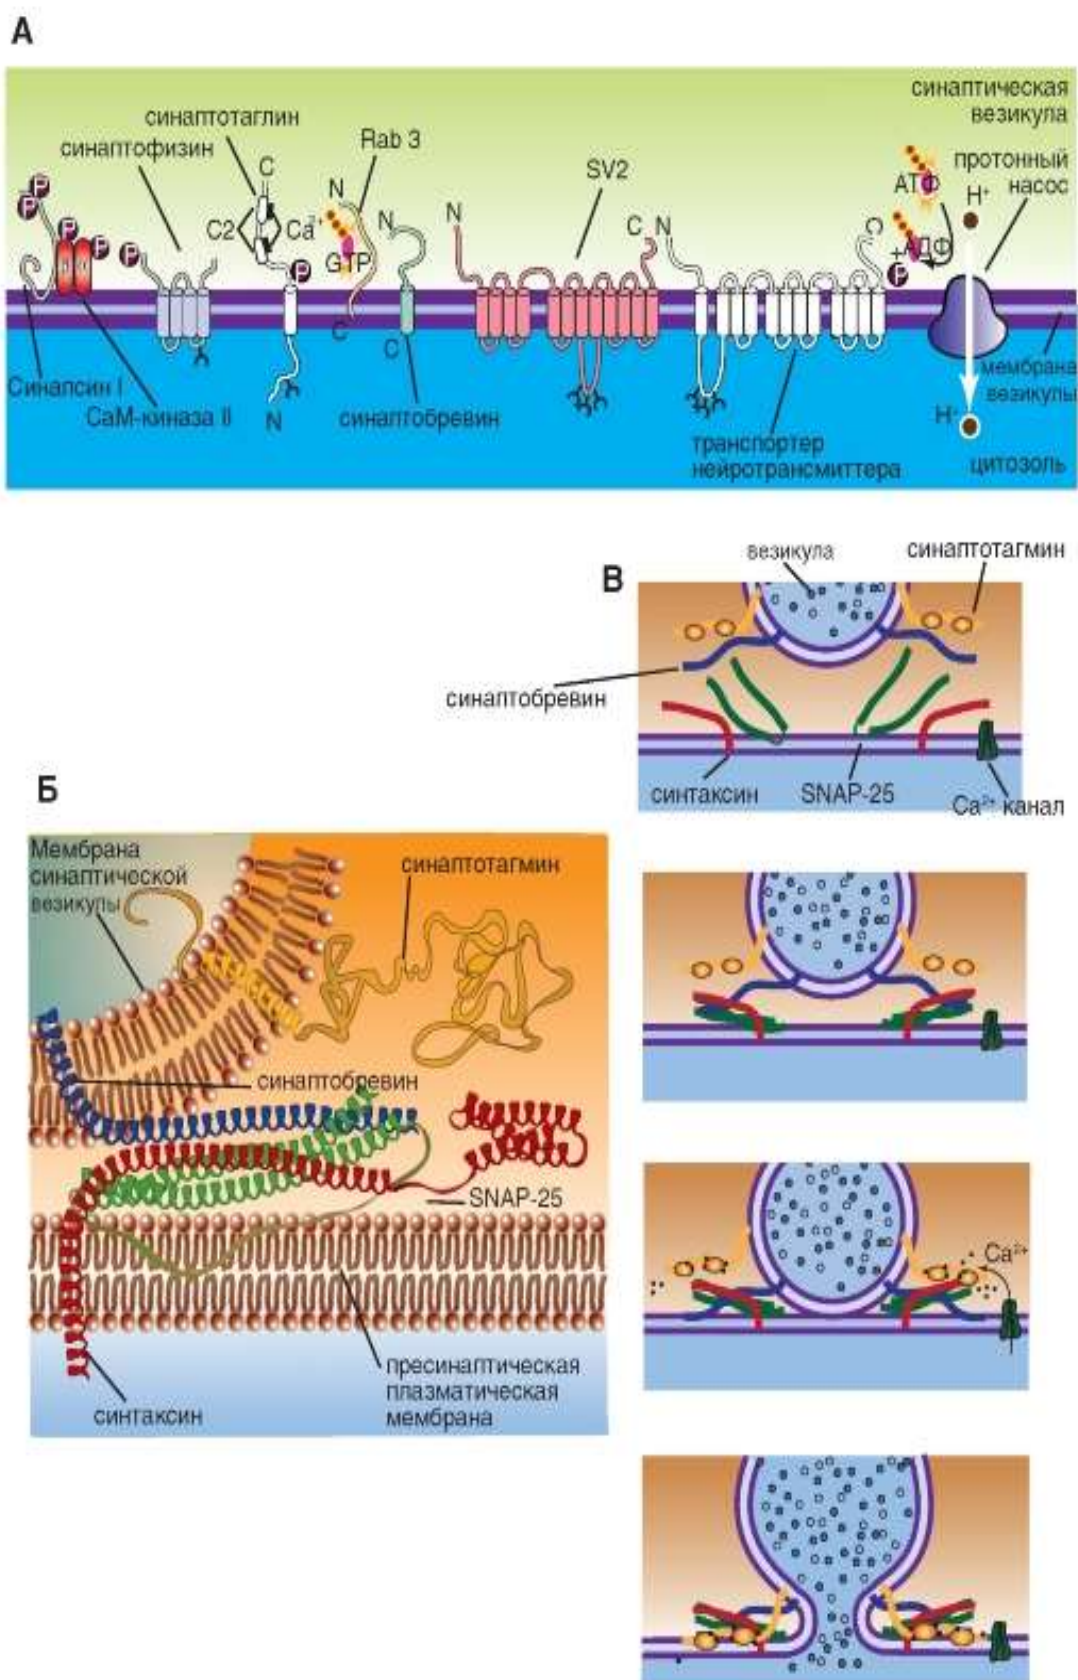 А
синаптическая
везикула
синаптотаглин
синаптофизин
Rab 3
SV2
протонный
насос
АТФ
H⁺
C
N
N
N
C
N
C
P
P
P
P
P
P
C2
Ca²⁺
GTP
+АДФ
P
C
C
Синапсин I
СаМ-киназа II
N
синаптобревин
мембрана
везикулы
H⁺
транспортер
нейротрансмиттера
цитозоль
В
везикула
синаптотагмин
синаптобревин
синтаксин
SNAP-25
Ca²⁺ канал
Б
Мембрана
синаптической
везикулы
синаптотагмин
синаптобревин
SNAP-25
Ca²⁺
пресинаптическая
плазматическая
мембрана
синтаксин